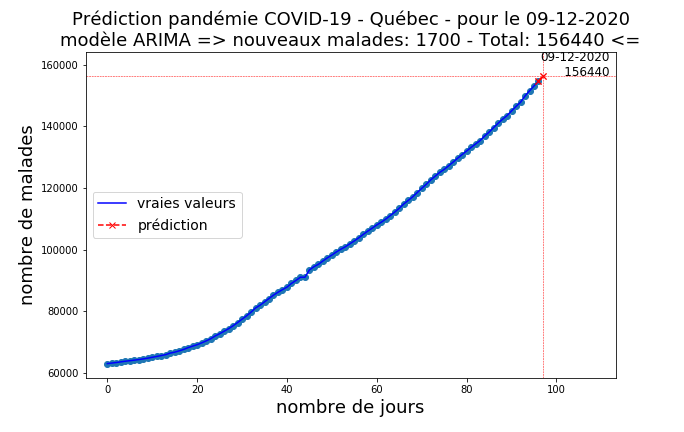 Prédiction pandémie COVID-19 - Québec - pour le 09-12-2020
modèle ARIMA => nouveaux malades: 1700 - Total: 156440 <=
09-12-2020
156440
160000
140000
120000
100000
80000
60000
nombre de malades
vraies valeurs
prédiction
0 20 40 60 80 100
nombre de jours